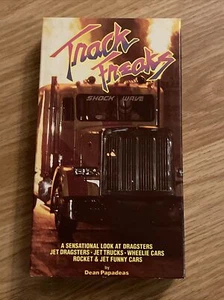 Track
Freaks
SHOCK WAVE
A SENSATIONAL LOOK AT DRAGSTERS
JET DRAGSTERS · JET TRUCKS · WHEELIE CARS
ROCKET & JET FUNNY CARS
by
Dean Papadeas